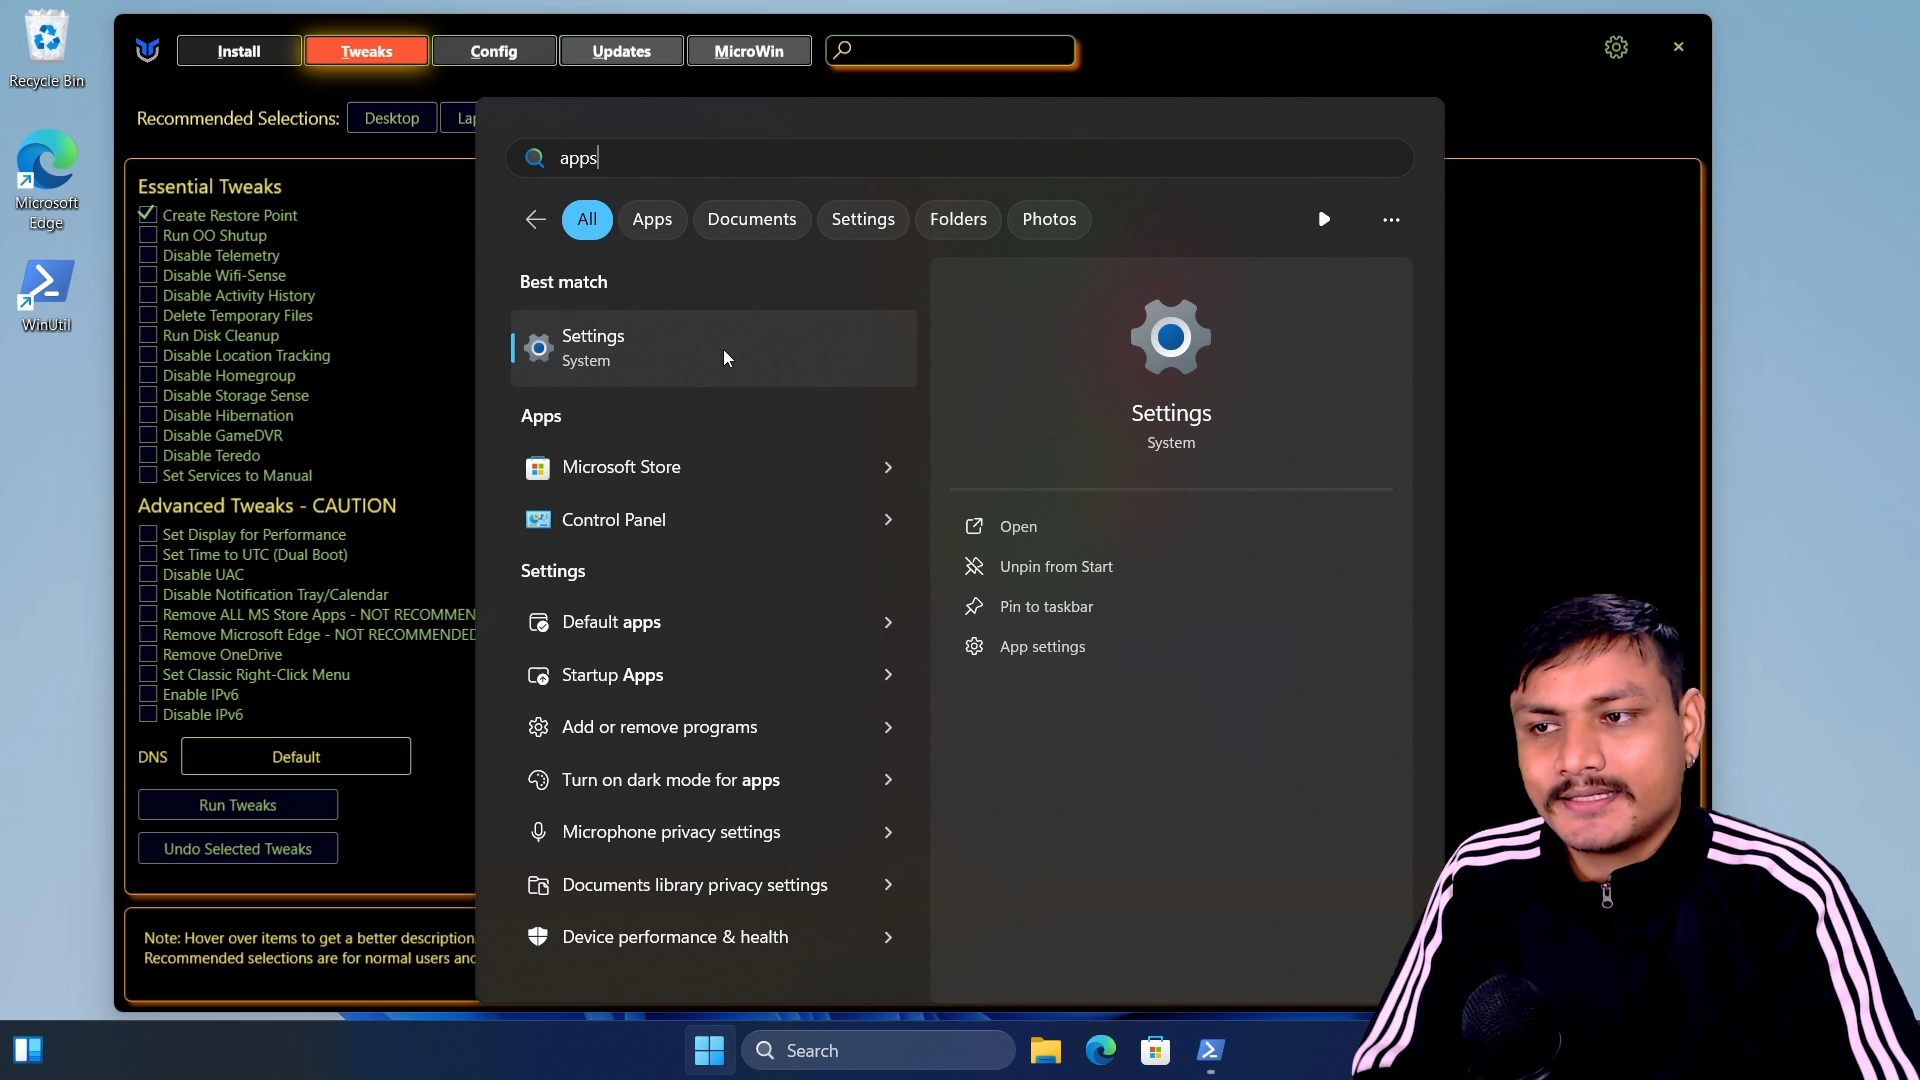 Recycle Bin
Microsoft
Edge
WinUtil
Install
Tweaks
Config
Updates
MicroWin
Recommended Selections:
Desktop
Lap
Essential Tweaks
Create Restore Point
Run OO Shutup
Disable Telemetry
Disable Wifi-Sense
Disable Activity History
Delete Temporary Files
Run Disk Cleanup
Disable Location Tracking
Disable Homegroup
Disable Storage Sense
Disable Hibernation
Disable GameDVR
Disable Teredo
Set Services to Manual
Advanced Tweaks - CAUTION
Set Display for Performance
Set Time to UTC (Dual Boot)
Disable UAC
Disable Notification Tray/Calendar
Remove ALL MS Store Apps - NOT RECOMMEN
Remove Microsoft Edge - NOT RECOMMENDED
Remove OneDrive
Set Classic Right-Click Menu
Enable IPv6
Disable IPv6
DNS
Default
Run Tweaks
Undo Selected Tweaks
Note: Hover over items to get a better description.
Recommended selections are for normal users and
apps
All
Apps
Documents
Settings
Folders
Photos
Best match
Settings
System
Apps
Microsoft Store
Control Panel
Settings
Default apps
Startup Apps
Add or remove programs
Turn on dark mode for apps
Microphone privacy settings
Documents library privacy settings
Device performance & health
Settings
System
Open
Unpin from Start
Pin to taskbar
App settings
Search